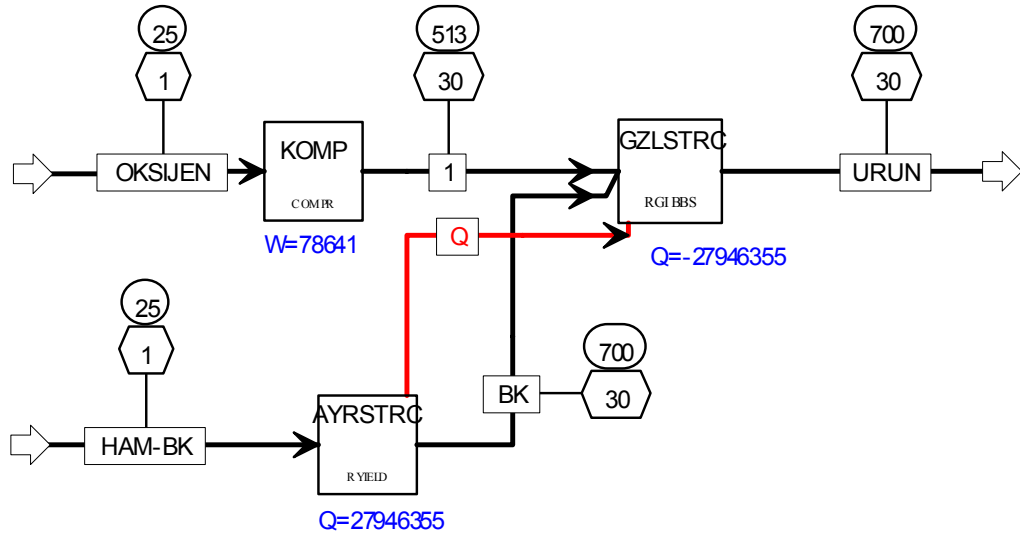 25
1
OKSIJEN
KOMP
COMPR
W=78641
513
30
1
GZLSTRC
RGIBBS
Q=-27946355
700
30
URUN
Q
25
1
HAM-BK
AYRSTRC
RYIELD
Q=27946355
BK
700
30